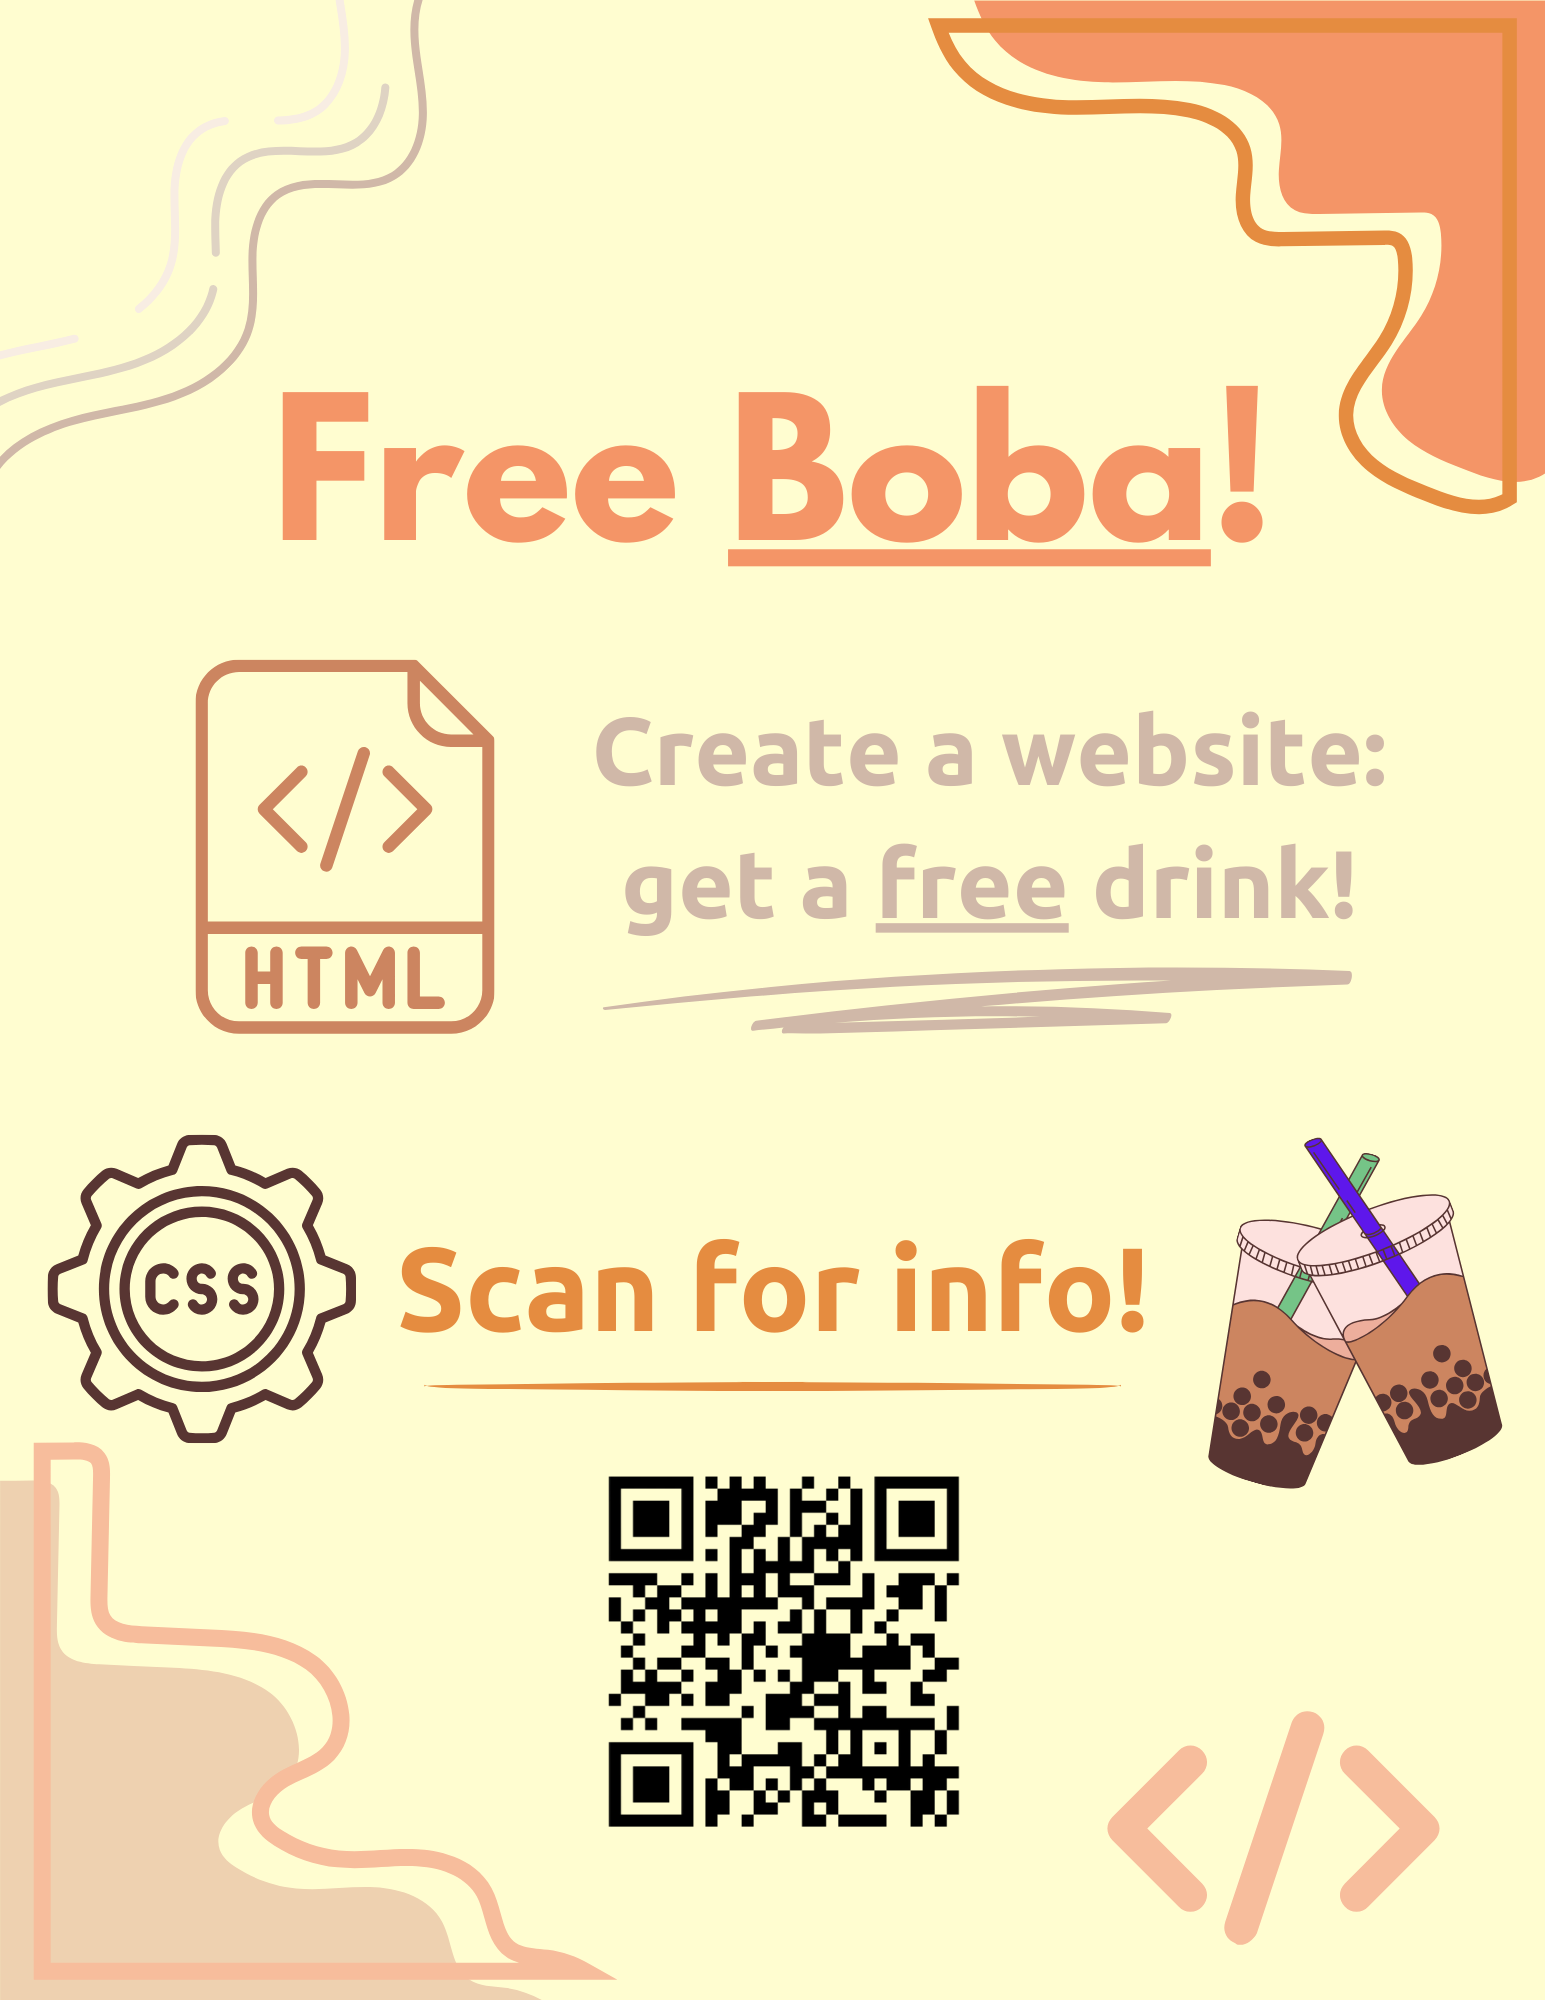 Free Boba!
HTML
Create a website:
get a free drink!
CSS
Scan for info!